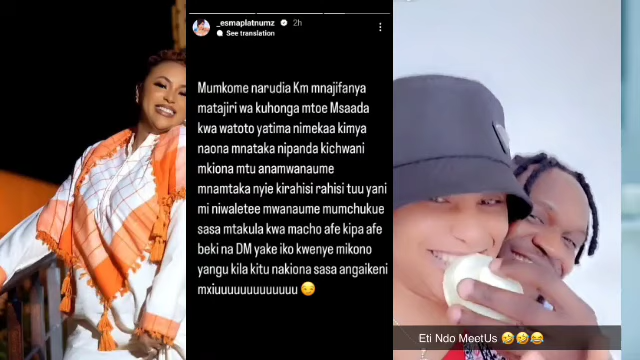 _esmaplatnumz 2h
See translation
Mumkome narudia Km mnajifanya
matajiri wa kuhonga mtoe Msaada
kwa watoto yatima nimekaa kimya
naona mnataka nipanda kichwani
mkiona mtu anamwanaume
mnamtaka nyie kirahisi rahisi tuu yani
mi niwaletee mwanaume mumchukue
sasa mtakula kwa macho afe kipa afe
beki na DM yake iko kwenye mikono
yangu kila kitu nakiona sasa angaikeni
mxiuuuuuuuuuuuu 😏
Eti Ndo MeetUs 🤣🤣😂